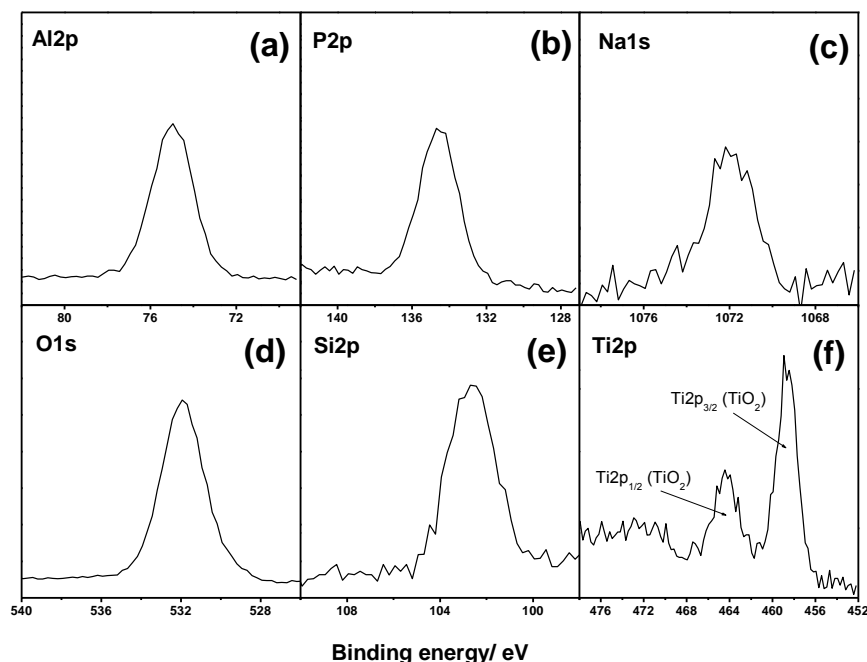 Al2p (a) P2p (b) Na1s (c)
80 76 72 140 136 132 128 1076 1072 1068
O1s (d) Si2p (e) Ti2p (f)
Ti2p₃/₂ (TiO₂)
Ti2p₁/₂ (TiO₂)
540 536 532 528 108 104 100 476 472 468 464 460 456 452
Binding energy/ eV